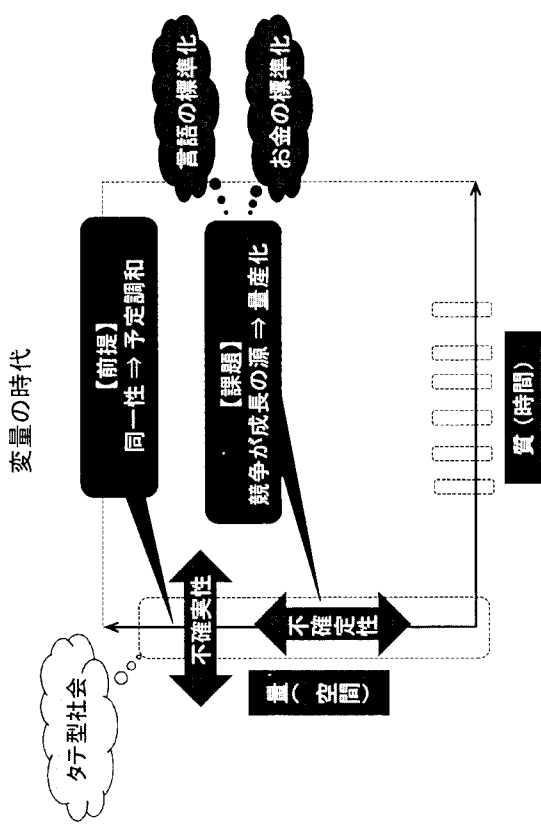 変量の時代
タテ型社会
【前提】
同一性 ⇒ 予定調和
言語の標準化
不確実性
【課題】
競争が成長の源 ⇒ 量産化
お金の標準化
不確定性
量( 空間)
質 (時間)